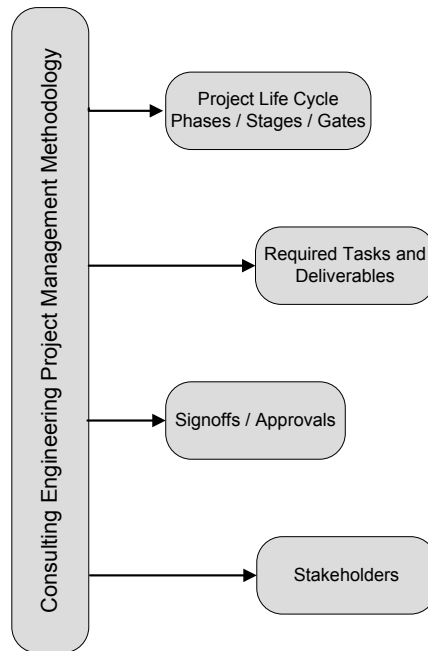 Consulting Engineering Project Management Methodology
Project Life Cycle
Phases / Stages / Gates
Required Tasks and
Deliverables
Signoffs / Approvals
Stakeholders